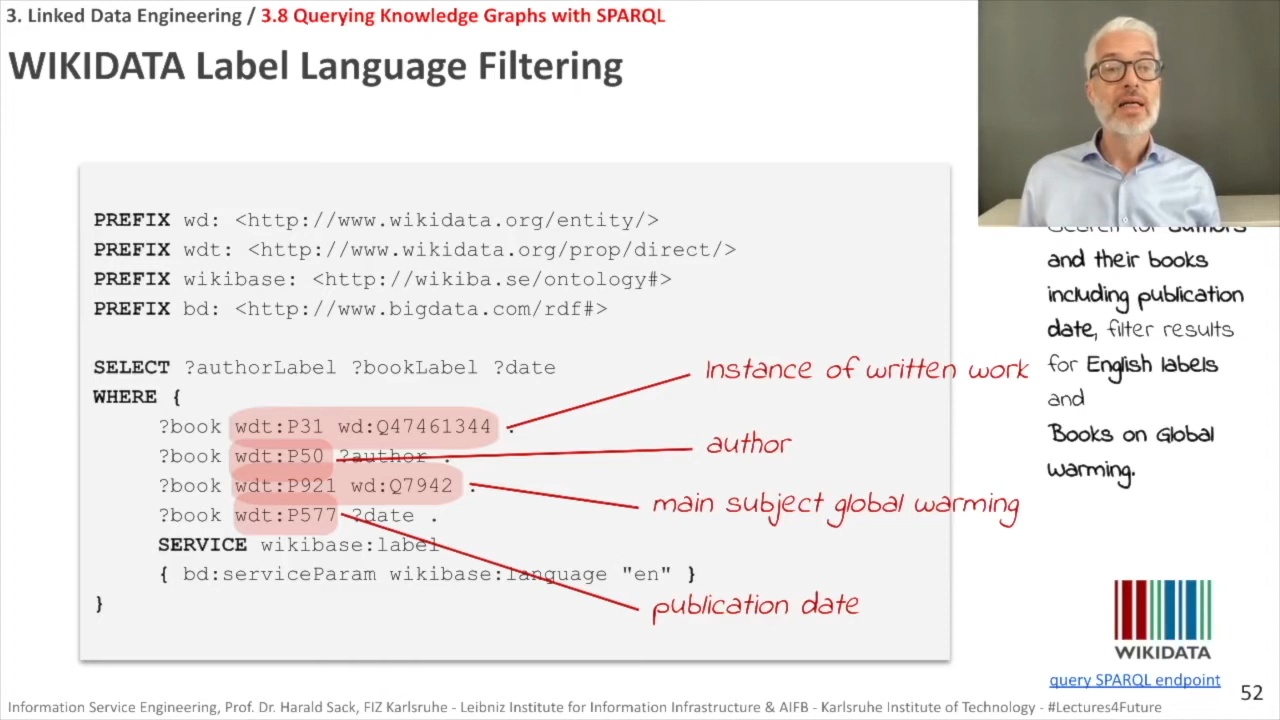 3. Linked Data Engineering / 3.8 Querying Knowledge Graphs with SPARQL
WIKIDATA Label Language Filtering
PREFIX wd: <http://www.wikidata.org/entity/>
PREFIX wdt: <http://www.wikidata.org/prop/direct/>
PREFIX wikibase: <http://wikiba.se/ontology#>
PREFIX bd: <http://www.bigdata.com/rdf#>
SELECT ?authorLabel ?bookLabel ?date
WHERE {
?book wdt:P31 wd:Q47461344 .
?book wdt:P50 ?author .
?book wdt:P921 wd:Q7942 .
?book wdt:P577 ?date .
SERVICE wikibase:label
{ bd:serviceParam wikibase:language "en" }
}
Instance of written work
author
main subject global warming
publication date
Search for authors
and their books
including publication
date, filter results
for English labels
and
Books on Global
warming.
WIKIDATA
query SPARQL endpoint
52
Information Service Engineering, Prof. Dr. Harald Sack, FIZ Karlsruhe - Leibniz Institute for Information Infrastructure & AIFB - Karlsruhe Institute of Technology - #Lectures4Future